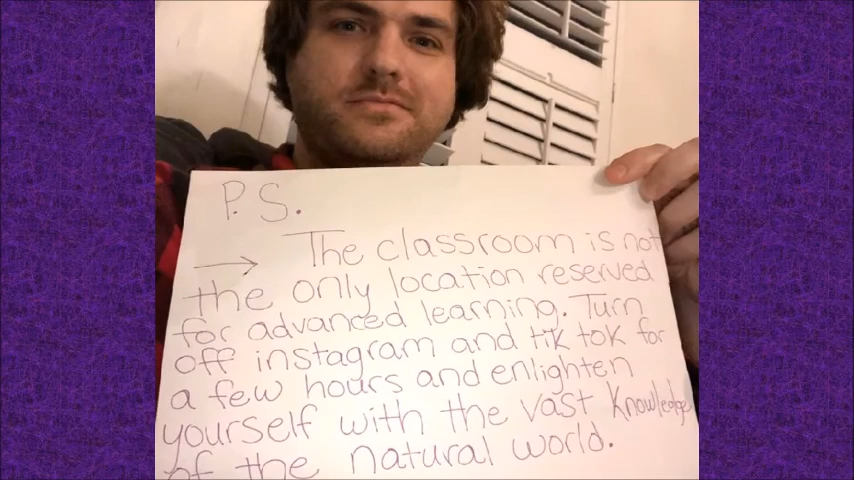 P.S.
→ The classroom is not
the only location reserved
for advanced learning. Turn
off instagram and tik tok for
a few hours and enlighten
yourself with the vast knowledge
of the natural world.